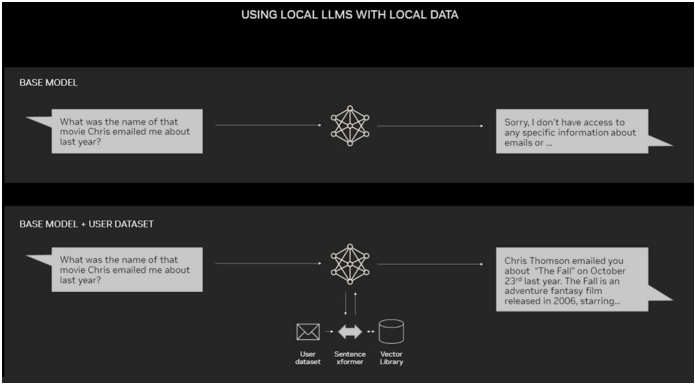 USING LOCAL LLMS WITH LOCAL DATA
BASE MODEL
What was the name of that
movie Chris emailed me about
last year?
Sorry, I don't have access to
any specific information about
emails or ...
BASE MODEL + USER DATASET
What was the name of that
movie Chris emailed me about
last year?
Chris Thomson emailed you
about "The Fall" on October
23rd last year. The Fall is an
adventure fantasy film
released in 2006, starring...
User
dataset
Sentence
xformer
Vector
Library